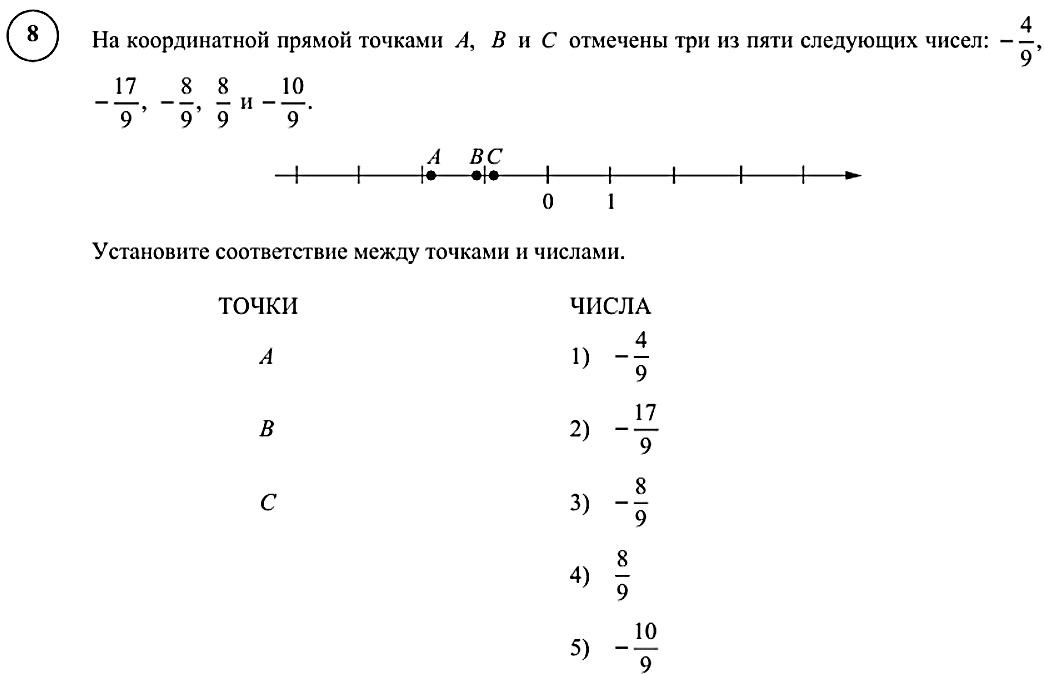 8
На координатной прямой точками A, B и C отмечены три из пяти следующих чисел: −4/9,
−17/9, −8/9, 8/9 и −10/9.
A B C
0 1
Установите соответствие между точками и числами.
ТОЧКИ ЧИСЛА
A 1) −4/9
B 2) −17/9
C 3) −8/9
4) 8/9
5) −10/9